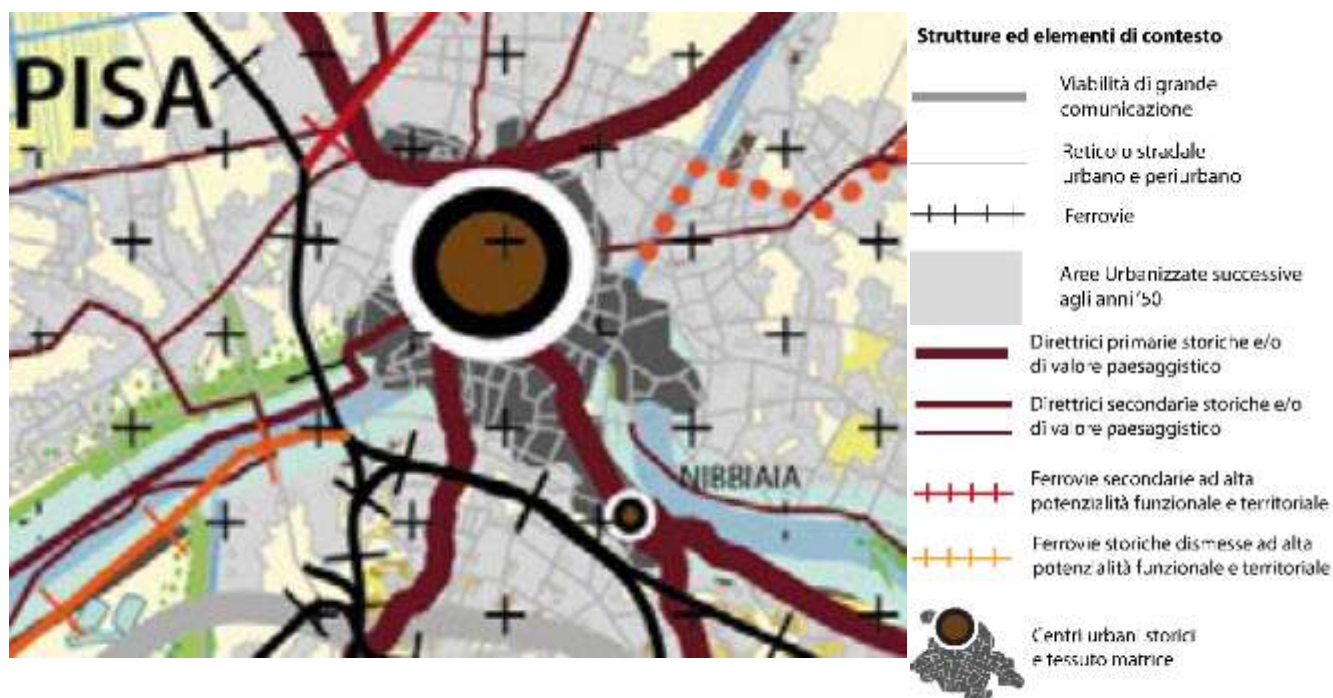 PISA
NIBBIAIA
Strutture ed elementi di contesto
Viabilità di grande
comunicazione
Reticolo stradale
urbano e periurbano
Ferrovie
Aree Urbanizzate successive
agli anni '50
Direttrici primarie storiche e/o
di valore paesaggistico
Direttrici secondarie storiche e/o
di valore paesaggistico
Ferrovie secondarie ad alta
potenzialità funzionale e territoriale
Ferrovie storiche dismesse ad alta
potenzialità funzionale e territoriale
Centri urbani storici
e tessuto matrice